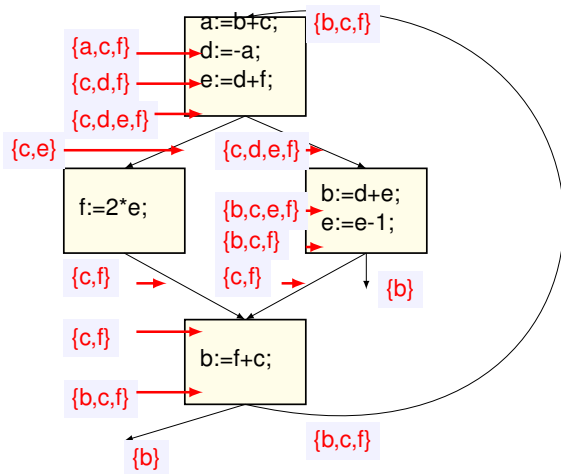 a:=b+c;
{b,c,f}
{a,c,f}
d:=-a;
{c,d,f}
e:=d+f;
{c,d,e,f}
{c,e}
{c,d,e,f}
f:=2*e;
b:=d+e;
{b,c,e,f}
e:=e-1;
{b,c,f}
{c,f}
{c,f}
{b}
{c,f}
b:=f+c;
{b,c,f}
{b,c,f}
{b}